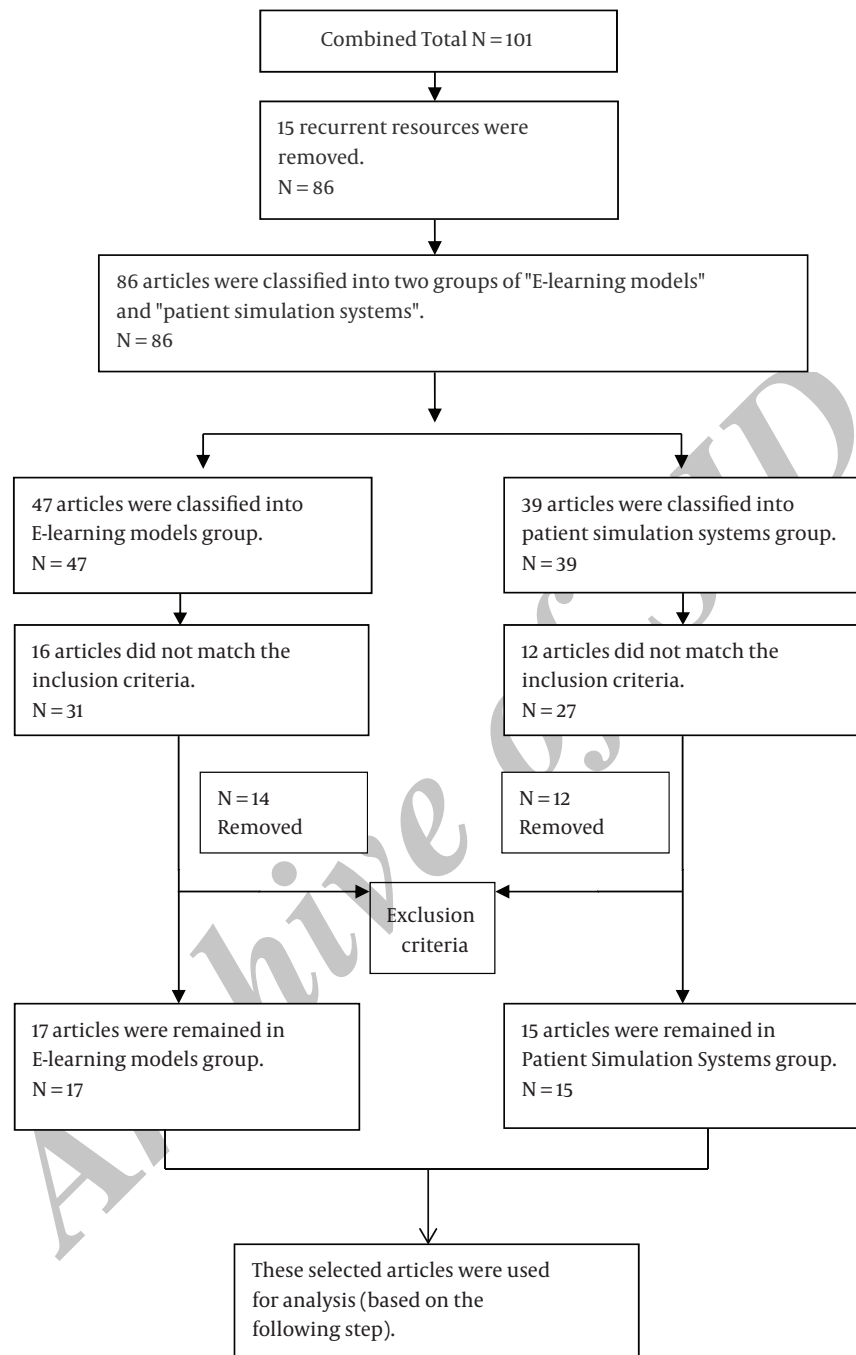 Combined Total N = 101
15 recurrent resources were
removed.
N = 86
86 articles were classified into two groups of "E-learning models"
and "patient simulation systems".
N = 86
47 articles were classified into
E-learning models group.
N = 47
39 articles were classified into
patient simulation systems group.
N = 39
16 articles did not match the
inclusion criteria.
N = 31
12 articles did not match the
inclusion criteria.
N = 27
N = 14
Removed
N = 12
Removed
Exclusion
criteria
17 articles were remained in
E-learning models group.
N = 17
15 articles were remained in
Patient Simulation Systems group.
N = 15
These selected articles were used
for analysis (based on the
following step).
Archive of SID